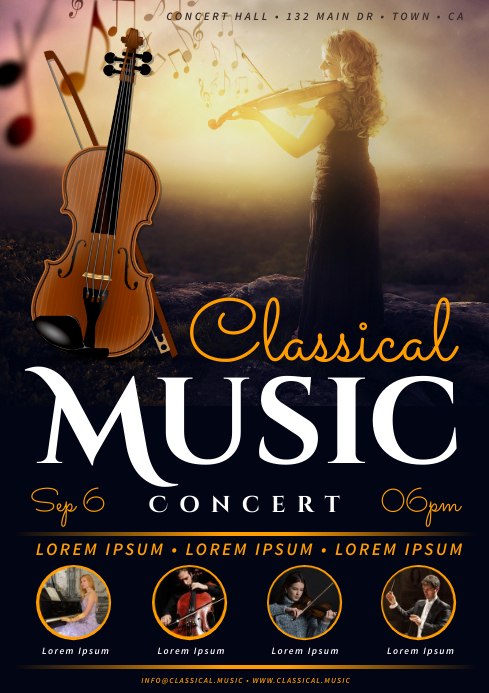 CONCERT HALL • 132 MAIN DR • TOWN • CA
Classical
MUSIC
Sep 6 CONCERT 06pm
LOREM IPSUM • LOREM IPSUM • LOREM IPSUM
Lorem Ipsum Lorem Ipsum Lorem Ipsum Lorem Ipsum
INFO@CLASSICAL.MUSIC • WWW.CLASSICAL.MUSIC